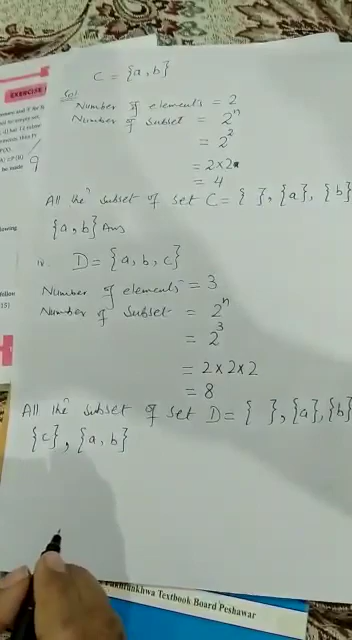 C = {a, b}
Sol:
Number of elements = 2
Number of subset = 2ⁿ
= 2²
= 2×2
= 4
All the subset of set C = { }, {a}, {b}
{a, b} Ans
iv. D = {a, b, c}
Number of elements = 3
Number of subset = 2ⁿ
= 2³
= 2 × 2 × 2
= 8
All the subset of set D = { }, {a}, {b}
{c}, {a, b}
EXERCISE
9
Textbook Board Peshawar